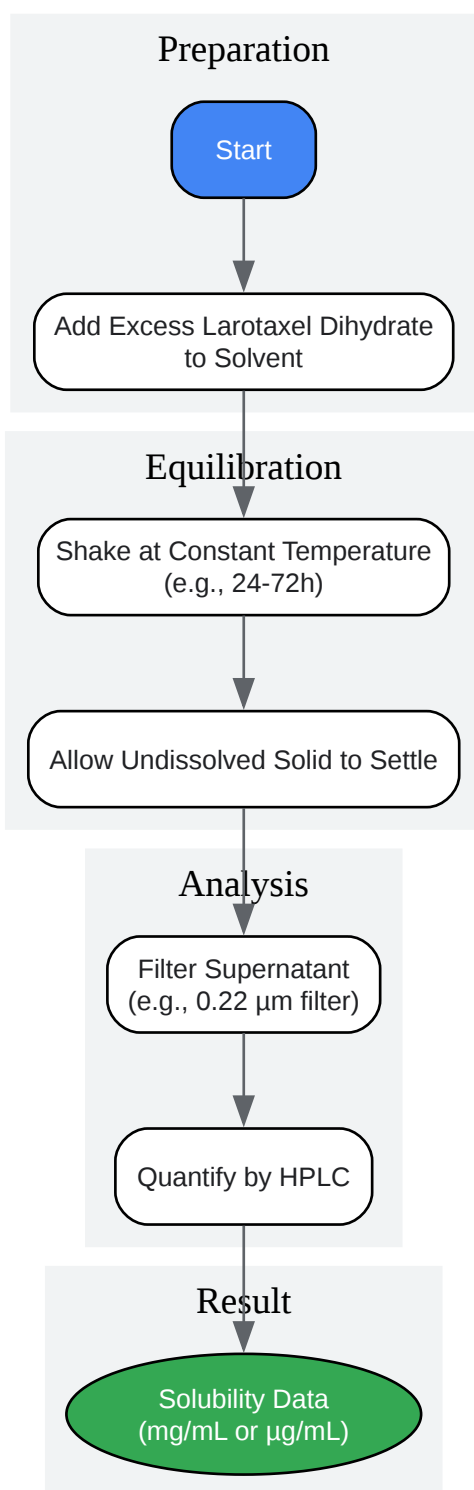 Preparation
Start
Add Excess Larotaxel Dihydrate
to Solvent
Equilibration
Shake at Constant Temperature
(e.g., 24-72h)
Allow Undissolved Solid to Settle
Analysis
Filter Supernatant
(e.g., 0.22 µm filter)
Quantify by HPLC
Result
Solubility Data
(mg/mL or µg/mL)